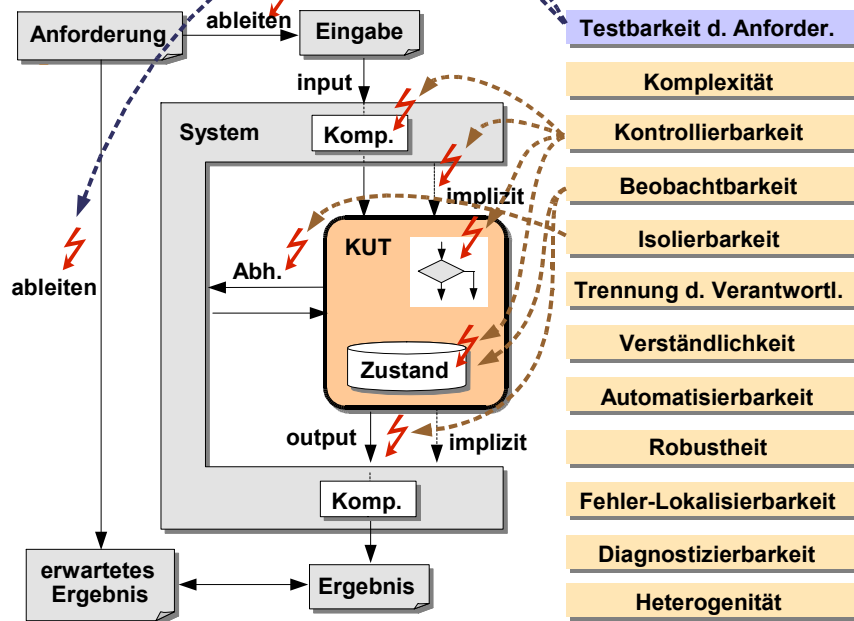 ableiten
Anforderung
Eingabe
input
System
Komp.
implizit
KUT
Abh.
ableiten
Zustand
output
implizit
Komp.
erwartetes
Ergebnis
Ergebnis
Testbarkeit d. Anforder.
Komplexität
Kontrollierbarkeit
Beobachtbarkeit
Isolierbarkeit
Trennung d. Verantwortl.
Verständlichkeit
Automatisierbarkeit
Robustheit
Fehler-Lokalisierbarkeit
Diagnostizierbarkeit
Heterogenität